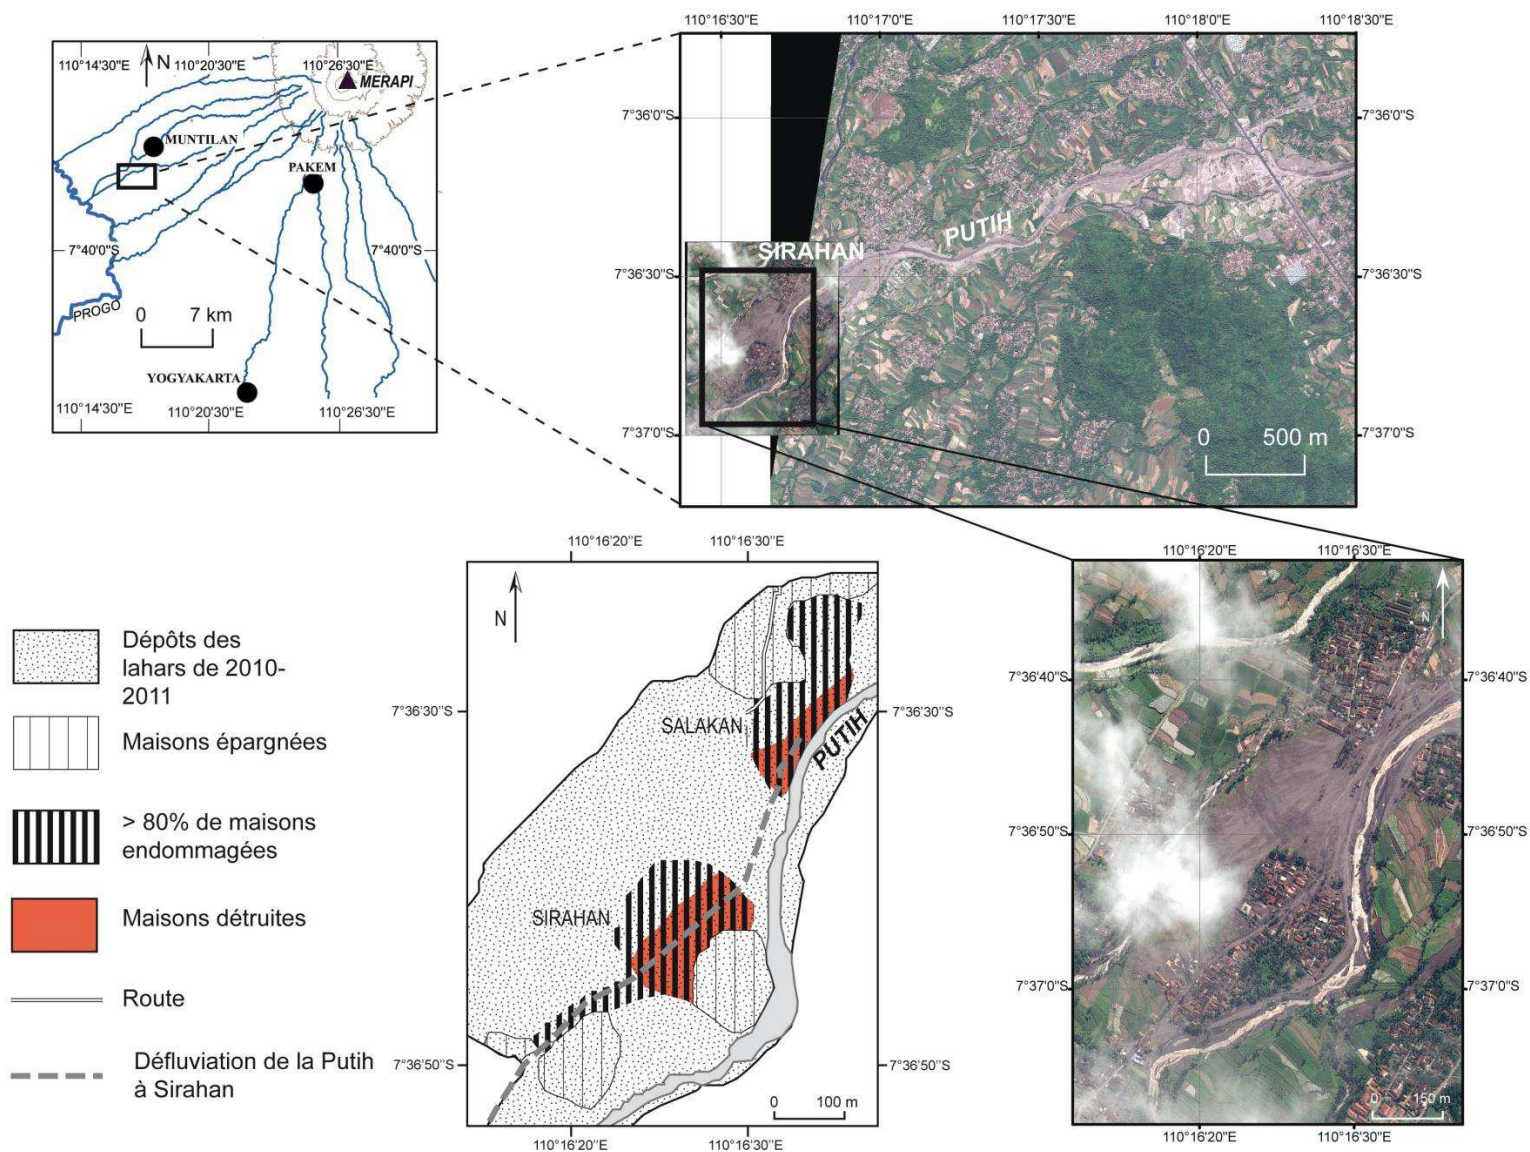 110°14'30"E 110°20'30"E 110°26'30"E
N
MERAPI
MUNTILAN
PAKEM
7°40'0"S 7°40'0"S
PROGO
0 7 km
YOGYAKARTA
110°14'30"E 110°20'30"E 110°26'30"E
110°16'30"E 110°17'0"E 110°17'30"E 110°18'0"E 110°18'30"E
7°36'0"S 7°36'0"S
PUTIH
SIRAHAN
7°36'30"S 7°36'30"S
7°37'0"S 7°37'0"S
0 500 m
Dépôts des
lahars de 2010-
2011
Maisons épargnées
> 80% de maisons
endommagées
Maisons détruites
Route
Défluviation de la Putih
à Sirahan
110°16'20"E 110°16'30"E
N
7°36'30"S 7°36'30"S
SALAKAN
PUTIH
SIRAHAN
7°36'50"S 7°36'50"S
0 100 m
110°16'20"E 110°16'30"E
110°16'20"E 110°16'30"E
N
7°36'40"S 7°36'40"S
7°36'50"S 7°36'50"S
7°37'0"S 7°37'0"S
0 150 m
110°16'20"E 110°16'30"E